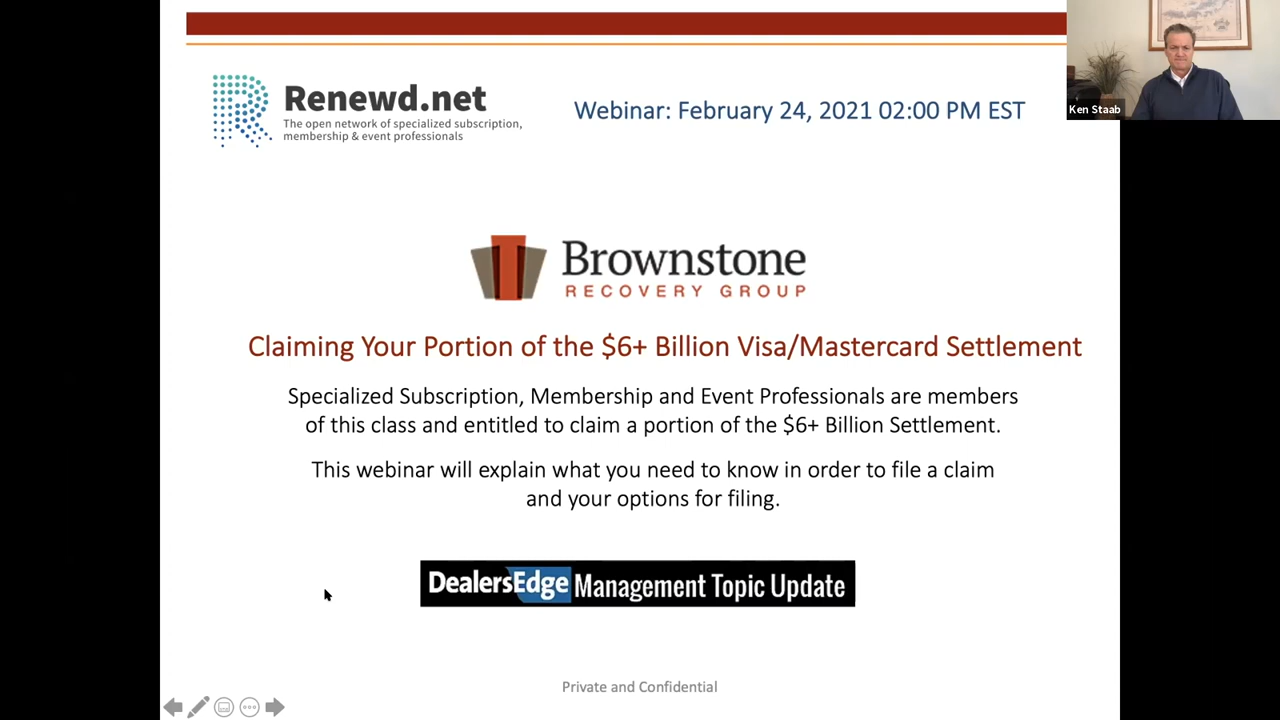 Renewd.net
The open network of specialized subscription,
membership & event professionals
Webinar: February 24, 2021 02:00 PM EST
Ken Staab
Brownstone
RECOVERY GROUP
Claiming Your Portion of the $6+ Billion Visa/Mastercard Settlement
Specialized Subscription, Membership and Event Professionals are members
of this class and entitled to claim a portion of the $6+ Billion Settlement.
This webinar will explain what you need to know in order to file a claim
and your options for filing.
DealersEdge Management Topic Update
Private and Confidential